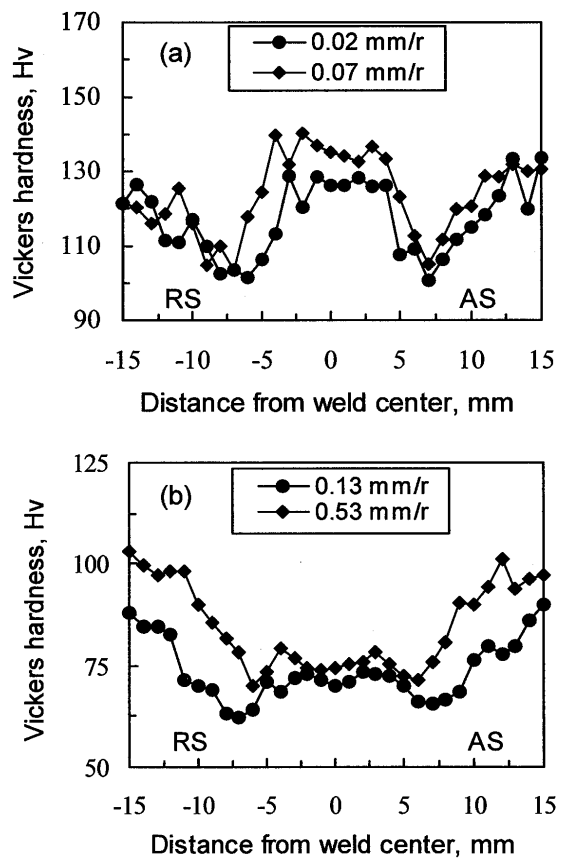 170
(a)
0.02 mm/r
0.07 mm/r
150
130
110
90
Vickers hardness, Hv
RS
AS
-15 -10 -5 0 5 10 15
Distance from weld center, mm
125
(b)
0.13 mm/r
0.53 mm/r
100
75
50
Vickers hardness, Hv
RS
AS
-15 -10 -5 0 5 10 15
Distance from weld center, mm